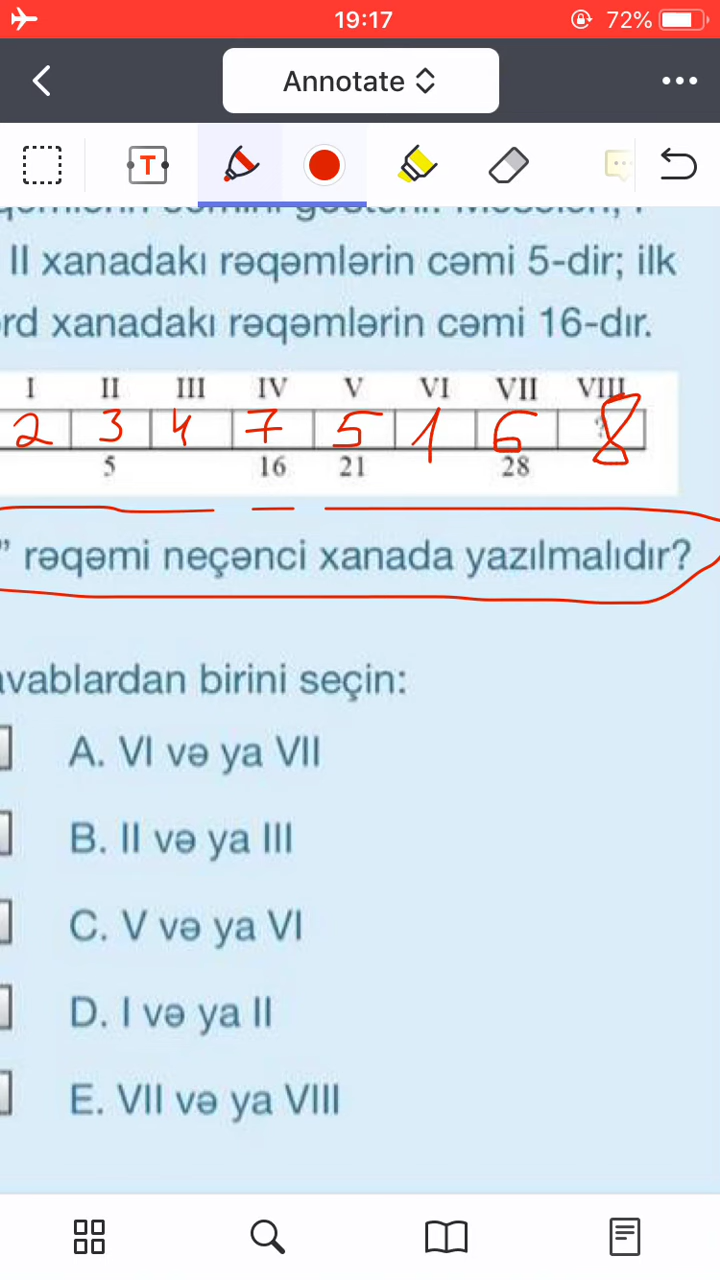 19:17 72%
Annotate
T
II xanadakı rəqəmlərin cəmi 5-dir; ilk
rd xanadakı rəqəmlərin cəmi 16-dır.
I II III IV V VI VII VIII
2 3 4 7 5 1 6 8
5 16 21 28
” rəqəmi neçənci xanada yazılmalıdır?
avablardan birini seçin:
A. VI və ya VII
B. II və ya III
C. V və ya VI
D. I və ya II
E. VII və ya VIII